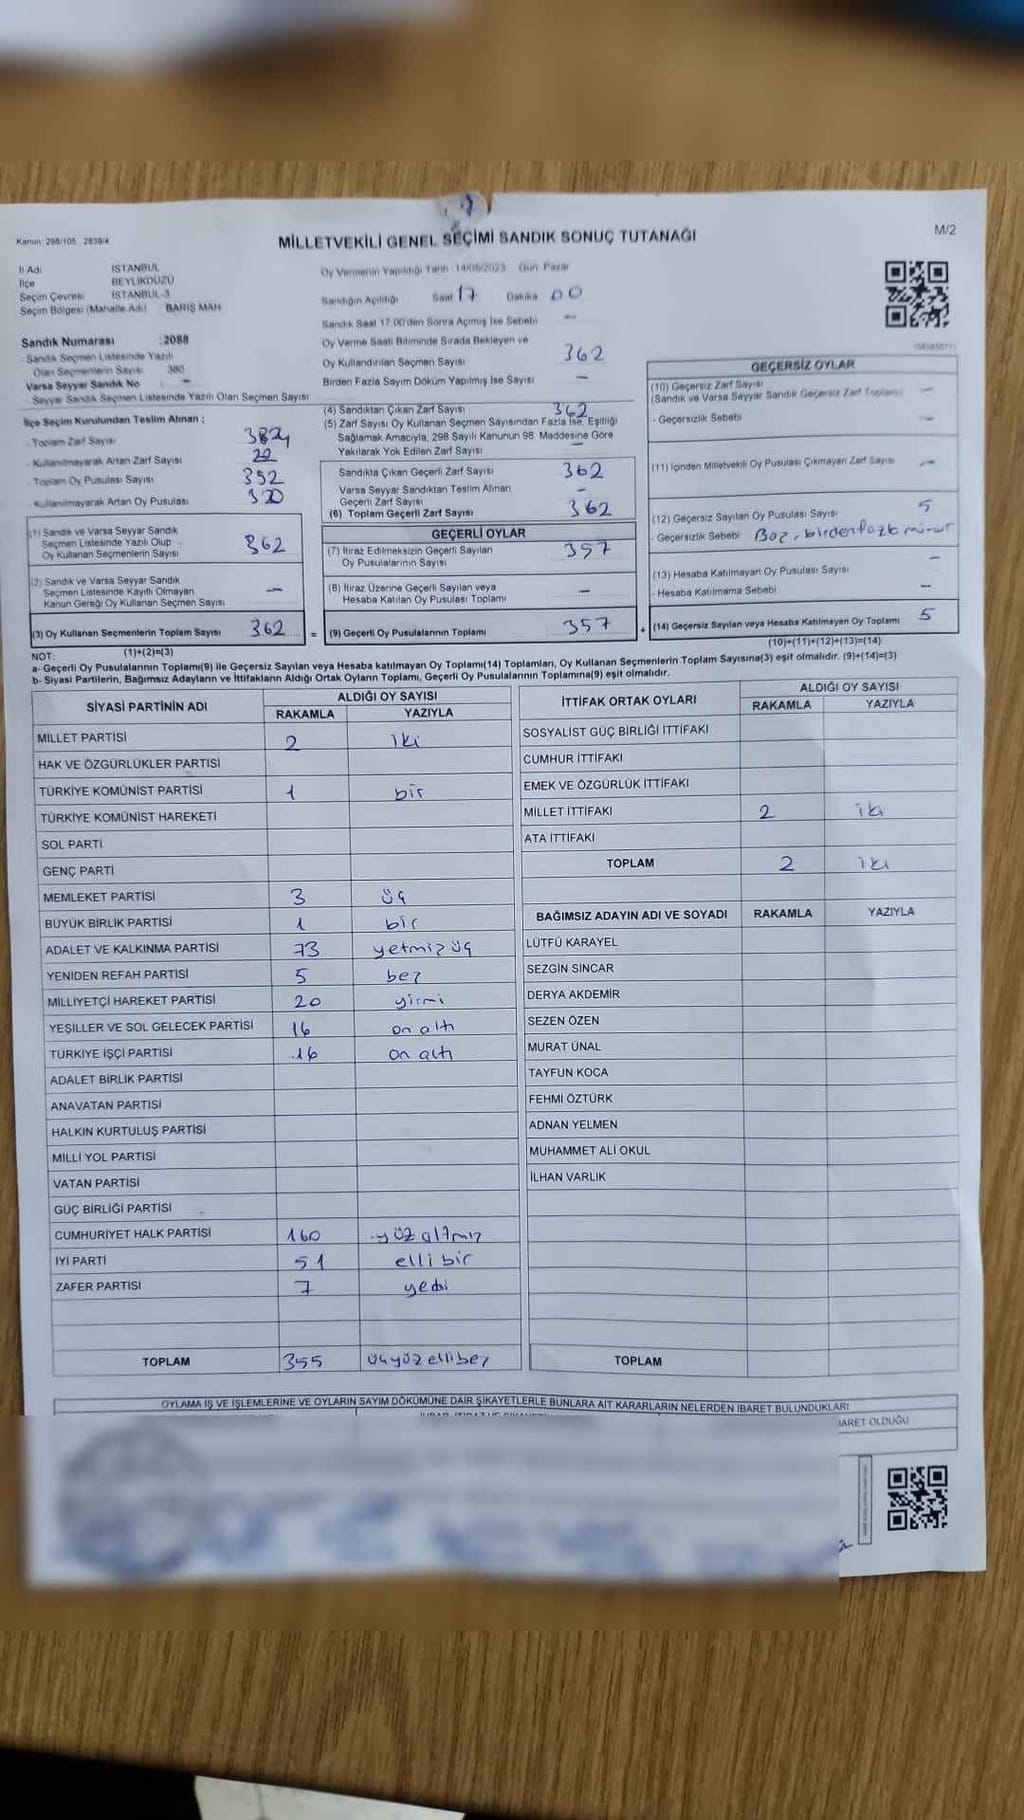 Kanun: 298/105 2839/4
MİLLETVEKİLİ GENEL SEÇİMİ SANDIK SONUÇ TUTANAĞI
M/2
İl Adı İSTANBUL
İlçe BEYLİKDÜZÜ
Seçim Çevresi İSTANBUL-3
Seçim Bölgesi (Mahalle Adı) BARIŞ MAH
Sandık Numarası : 2088
Sandık Seçmen Listesinde Yazılı
Olan Seçmenlerin Sayısı 380
Varsa Seyyar Sandık No : -
Seyyar Sandık Seçmen Listesinde Yazılı Olan Seçmen Sayısı
İlçe Seçim Kurulundan Teslim Alınan ;
- Toplam Zarf Sayısı
- Kullanılmayarak Artan Zarf Sayısı 22
- Toplam Oy Pusulası Sayısı
- Kullanılmayarak Artan Oy Pusulası
(1) Sandık ve Varsa Seyyar Sandık
Seçmen Listesinde Yazılı Olup
Oy Kullanan Seçmenlerin Sayısı 362
(2) Sandık ve Varsa Seyyar Sandık
Seçmen Listesinde Kayıtlı Olmayan
Kanun Gereği Oy Kullanan Seçmen Sayısı -
(3) Oy Kullanan Seçmenlerin Toplam Sayısı 362
(1)+(2)=(3)
Oy Vermenin Yapıldığı Tarih 14/05/2023 Gün Pazar
Sandığın Açıldığı Saat 17 Dakika 00
Sandık Saat 17.00'den Sonra Açılmış İse Sebebi -
Oy Verme Saati Bitiminde Sırada Bekleyen ve
Oy Kullandırılan Seçmen Sayısı 362
Birden Fazla Sayım Döküm Yapılmış İse Sayısı -
(4) Sandıktan Çıkan Zarf Sayısı 362
(5) Zarf Sayısı Oy Kullanan Seçmen Sayısından Fazla İse, Eşitliği
Sağlamak Amacıyla, 298 Sayılı Kanunun 98. Maddesine Göre
Yakılarak Yok Edilen Zarf Sayısı -
Sandıkta Çıkan Geçerli Zarf Sayısı 362
Varsa Seyyar Sandıktan Teslim Alınan
Geçerli Zarf Sayısı -
(6) Toplam Geçerli Zarf Sayısı 362
GEÇERLİ OYLAR
(7) İtiraz Edilmeksizin Geçerli Sayılan
Oy Pusulalarının Sayısı 357
(8) İtiraz Üzerine Geçerli Sayılan veya
Hesaba Katılan Oy Pusulası Toplamı -
= (9) Geçerli Oy Pusulalarının Toplamı 357
GEÇERSİZ OYLAR
(10) Geçersiz Zarf Sayısı
(Sandık ve Varsa Seyyar Sandık Geçersiz Zarf Toplamı) -
- Geçersizlik Sebebi -
(11) İçinden Milletvekili Oy Pusulası Çıkmayan Zarf Sayısı -
(12) Geçersiz Sayılan Oy Pusulası Sayısı 5
- Geçersizlik Sebebi Boş, birden fazla mühür
(13) Hesaba Katılmayan Oy Pusulası Sayısı -
- Hesaba Katılmama Sebebi -
+ (14) Geçersiz Sayılan veya Hesaba Katılmayan Oy Toplamı 5
(10)+(11)+(12)+(13)=(14)
NOT:
a- Geçerli Oy Pusulalarının Toplamı(9) ile Geçersiz Sayılan veya Hesaba katılmayan Oy Toplamı(14) Toplamları, Oy Kullanan Seçmenlerin Toplam Sayısına(3) eşit olmalıdır. (9)+(14)=(3)
b- Siyasi Partilerin, Bağımsız Adayların ve İttifakların Aldığı Ortak Oyların Toplamı, Geçerli Oy Pusulalarının Toplamına(9) eşit olmalıdır.
SİYASİ PARTİNİN ADI ALDIĞI OY SAYISI
RAKAMLA YAZIYLA
MİLLET PARTİSİ 2 iki
HAK VE ÖZGÜRLÜKLER PARTİSİ
TÜRKİYE KOMÜNİST PARTİSİ 1 bir
TÜRKİYE KOMÜNİST HAREKETİ
SOL PARTİ
GENÇ PARTİ
MEMLEKET PARTİSİ 3 üç
BÜYÜK BİRLİK PARTİSİ 1 bir
ADALET VE KALKINMA PARTİSİ 73 yetmiş üç
YENİDEN REFAH PARTİSİ 5 beş
MİLLİYETÇİ HAREKET PARTİSİ 20 yirmi
YEŞİLLER VE SOL GELECEK PARTİSİ 16 on altı
TÜRKİYE İŞÇİ PARTİSİ 16 on altı
ADALET BİRLİK PARTİSİ
ANAVATAN PARTİSİ
HALKIN KURTULUŞ PARTİSİ
MİLLİ YOL PARTİSİ
VATAN PARTİSİ
GÜÇ BİRLİĞİ PARTİSİ
CUMHURİYET HALK PARTİSİ 160 yüz altmış
İYİ PARTİ 51 elli bir
ZAFER PARTİSİ 7 yedi
TOPLAM 355 üçyüz elli beş
İTTİFAK ORTAK OYLARI ALDIĞI OY SAYISI
RAKAMLA YAZIYLA
SOSYALİST GÜÇ BİRLİĞİ İTTİFAKI
CUMHUR İTTİFAKI
EMEK VE ÖZGÜRLÜK İTTİFAKI
MİLLET İTTİFAKI 2 iki
ATA İTTİFAKI
TOPLAM 2 iki
BAĞIMSIZ ADAYIN ADI VE SOYADI RAKAMLA YAZIYLA
LÜTFÜ KARAYEL
SEZGİN SİNCAR
DERYA AKDEMİR
SEZEN ÖZEN
MURAT ÜNAL
TAYFUN KOCA
FEHMİ ÖZTÜRK
ADNAN YELMEN
MUHAMMET ALİ OKUL
İLHAN VARLIK
TOPLAM
OYLAMA İŞ VE İŞLEMLERİNE VE OYLARIN SAYIM DÖKÜMÜNE DAİR ŞİKAYETLERLE BUNLARA AİT KARARLARIN NELERDEN İBARET BULUNDUKLARI
İBARET OLDUĞU